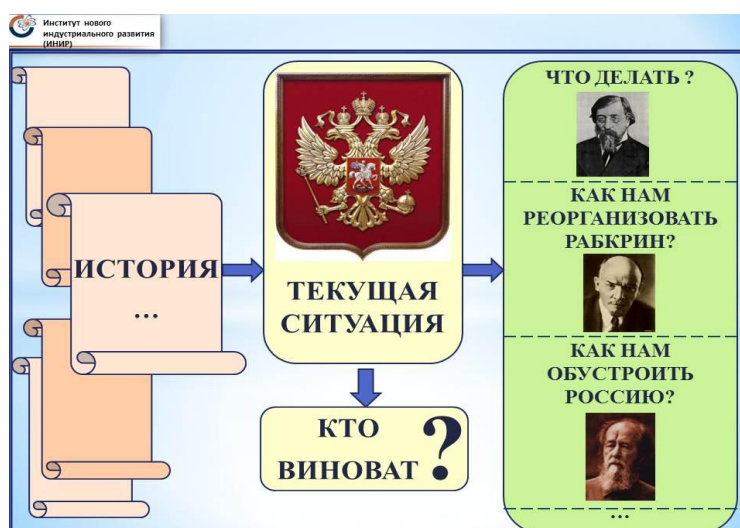 Институт нового
индустриального развития
(ИНИР)
ИСТОРИЯ
...
ТЕКУЩАЯ
СИТУАЦИЯ
КТО
ВИНОВАТ ?
ЧТО ДЕЛАТЬ ?
КАК НАМ
РЕОРГАНИЗОВАТЬ
РАБКРИН?
КАК НАМ
ОБУСТРОИТЬ
РОССИЮ?
...